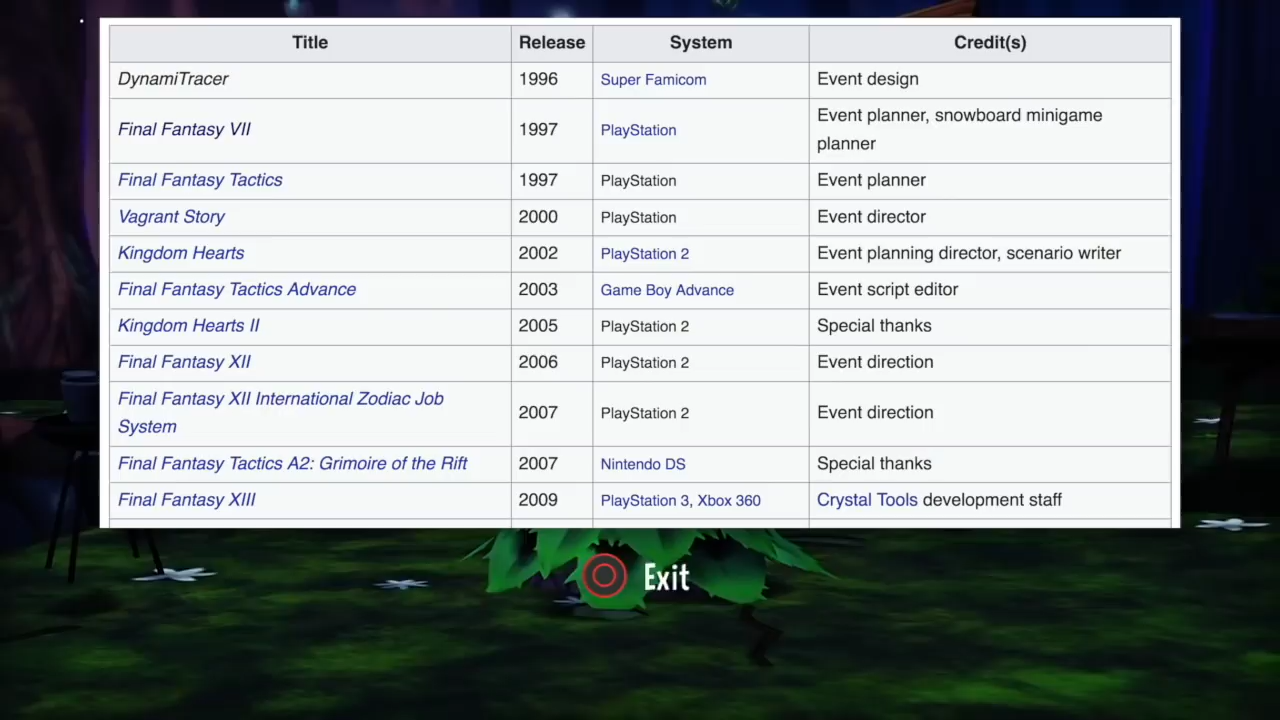 Title Release System Credit(s)
DynamiTracer 1996 Super Famicom Event design
Final Fantasy VII 1997 PlayStation Event planner, snowboard minigame
planner
Final Fantasy Tactics 1997 PlayStation Event planner
Vagrant Story 2000 PlayStation Event director
Kingdom Hearts 2002 PlayStation 2 Event planning director, scenario writer
Final Fantasy Tactics Advance 2003 Game Boy Advance Event script editor
Kingdom Hearts II 2005 PlayStation 2 Special thanks
Final Fantasy XII 2006 PlayStation 2 Event direction
Final Fantasy XII International Zodiac Job
System 2007 PlayStation 2 Event direction
Final Fantasy Tactics A2: Grimoire of the Rift 2007 Nintendo DS Special thanks
Final Fantasy XIII 2009 PlayStation 3, Xbox 360 Crystal Tools development staff
Exit